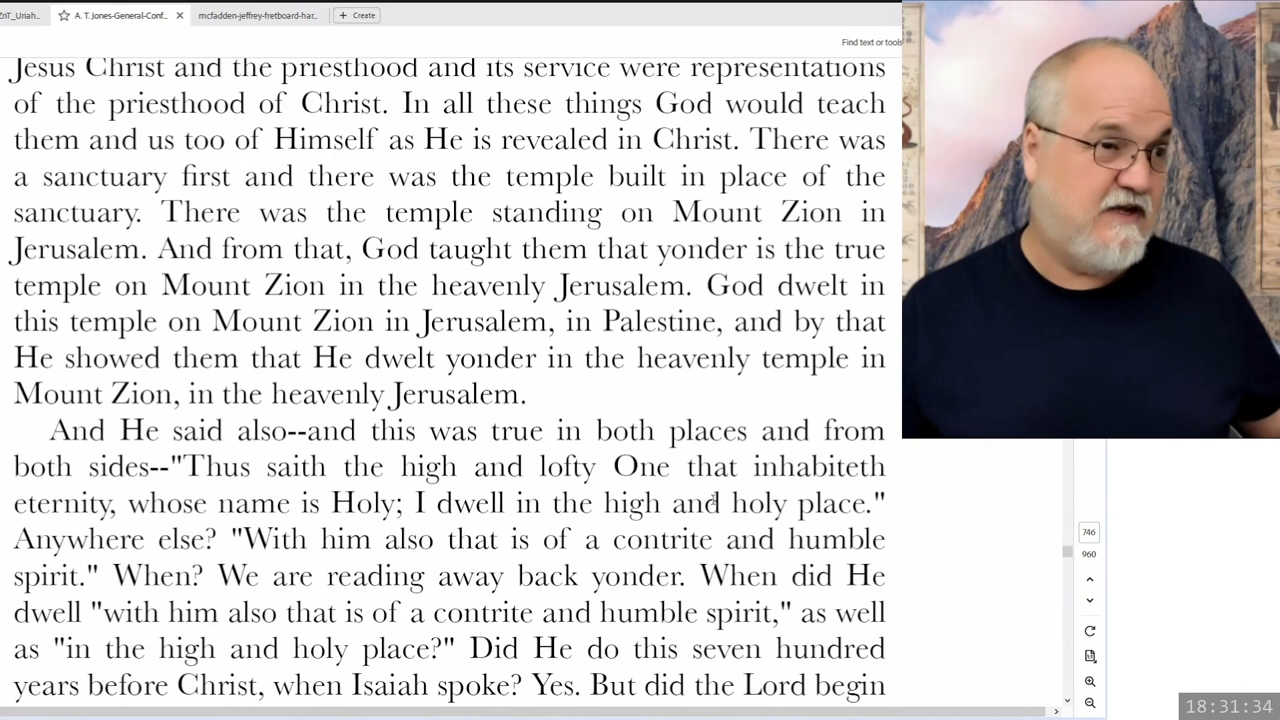 ZnT_Uriah..
A. T. Jones-General-Conf...
mcfadden-jeffrey-fretboard-har..
Create
Find text or tools
Jesus Christ and the priesthood and its service were representations
of the priesthood of Christ. In all these things God would teach
them and us too of Himself as He is revealed in Christ. There was
a sanctuary first and there was the temple built in place of the
sanctuary. There was the temple standing on Mount Zion in
Jerusalem. And from that, God taught them that yonder is the true
temple on Mount Zion in the heavenly Jerusalem. God dwelt in
this temple on Mount Zion in Jerusalem, in Palestine, and by that
He showed them that He dwelt yonder in the heavenly temple in
Mount Zion, in the heavenly Jerusalem.
And He said also--and this was true in both places and from
both sides--"Thus saith the high and lofty One that inhabiteth
eternity, whose name is Holy; I dwell in the high and holy place."
Anywhere else? "With him also that is of a contrite and humble
spirit." When? We are reading away back yonder. When did He
dwell "with him also that is of a contrite and humble spirit," as well
as "in the high and holy place?" Did He do this seven hundred
years before Christ, when Isaiah spoke? Yes. But did the Lord begin
746
960
18:31:34